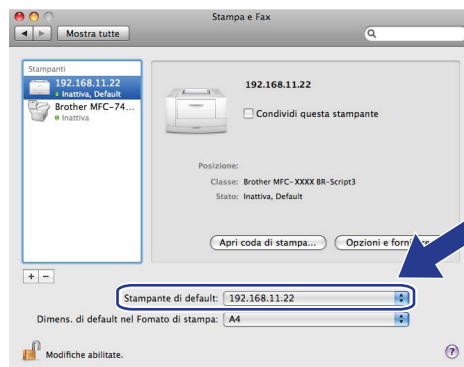 Stampa e Fax
Mostra tutte
Stampanti
192.168.11.22
Inattiva, Default
Brother MFC-74...
Inattiva
192.168.11.22
Condividi questa stampante
Posizione:
Classe: Brother MFC-XXXX BR-Script3
Stato: Inattiva, Default
Apri coda di stampa... Opzioni e
+ -
Stampante di default: 192.168.11.22
Dimens. di default nel Fomato di stampa: A4
Modifiche abilitate.
?